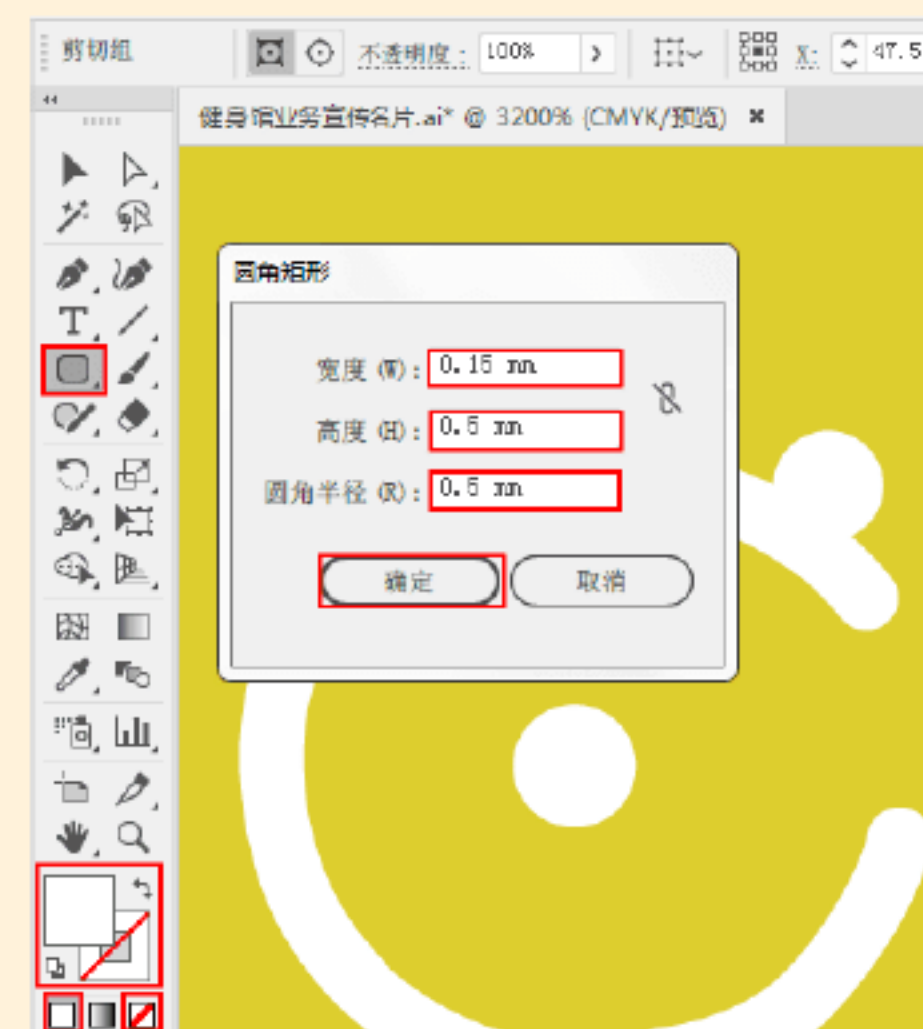 剪切组
不透明度：
100%
X:
47.5
健身馆业务宣传名片.ai* @ 3200% (CMYK/预览)
圆角矩形
宽度 (W)：0.15 mm
高度 (H)：0.5 mm
圆角半径 (R)：0.5 mm
确定
取消